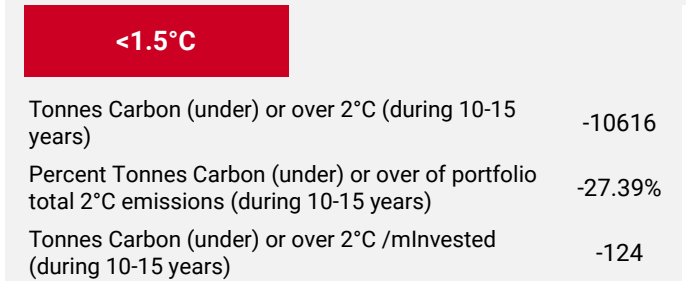 <1.5°C
Tonnes Carbon (under) or over 2°C (during 10-15
years)
-10616
Percent Tonnes Carbon (under) or over of portfolio
total 2°C emissions (during 10-15 years)
-27.39%
Tonnes Carbon (under) or over 2°C /mInvested
(during 10-15 years)
-124